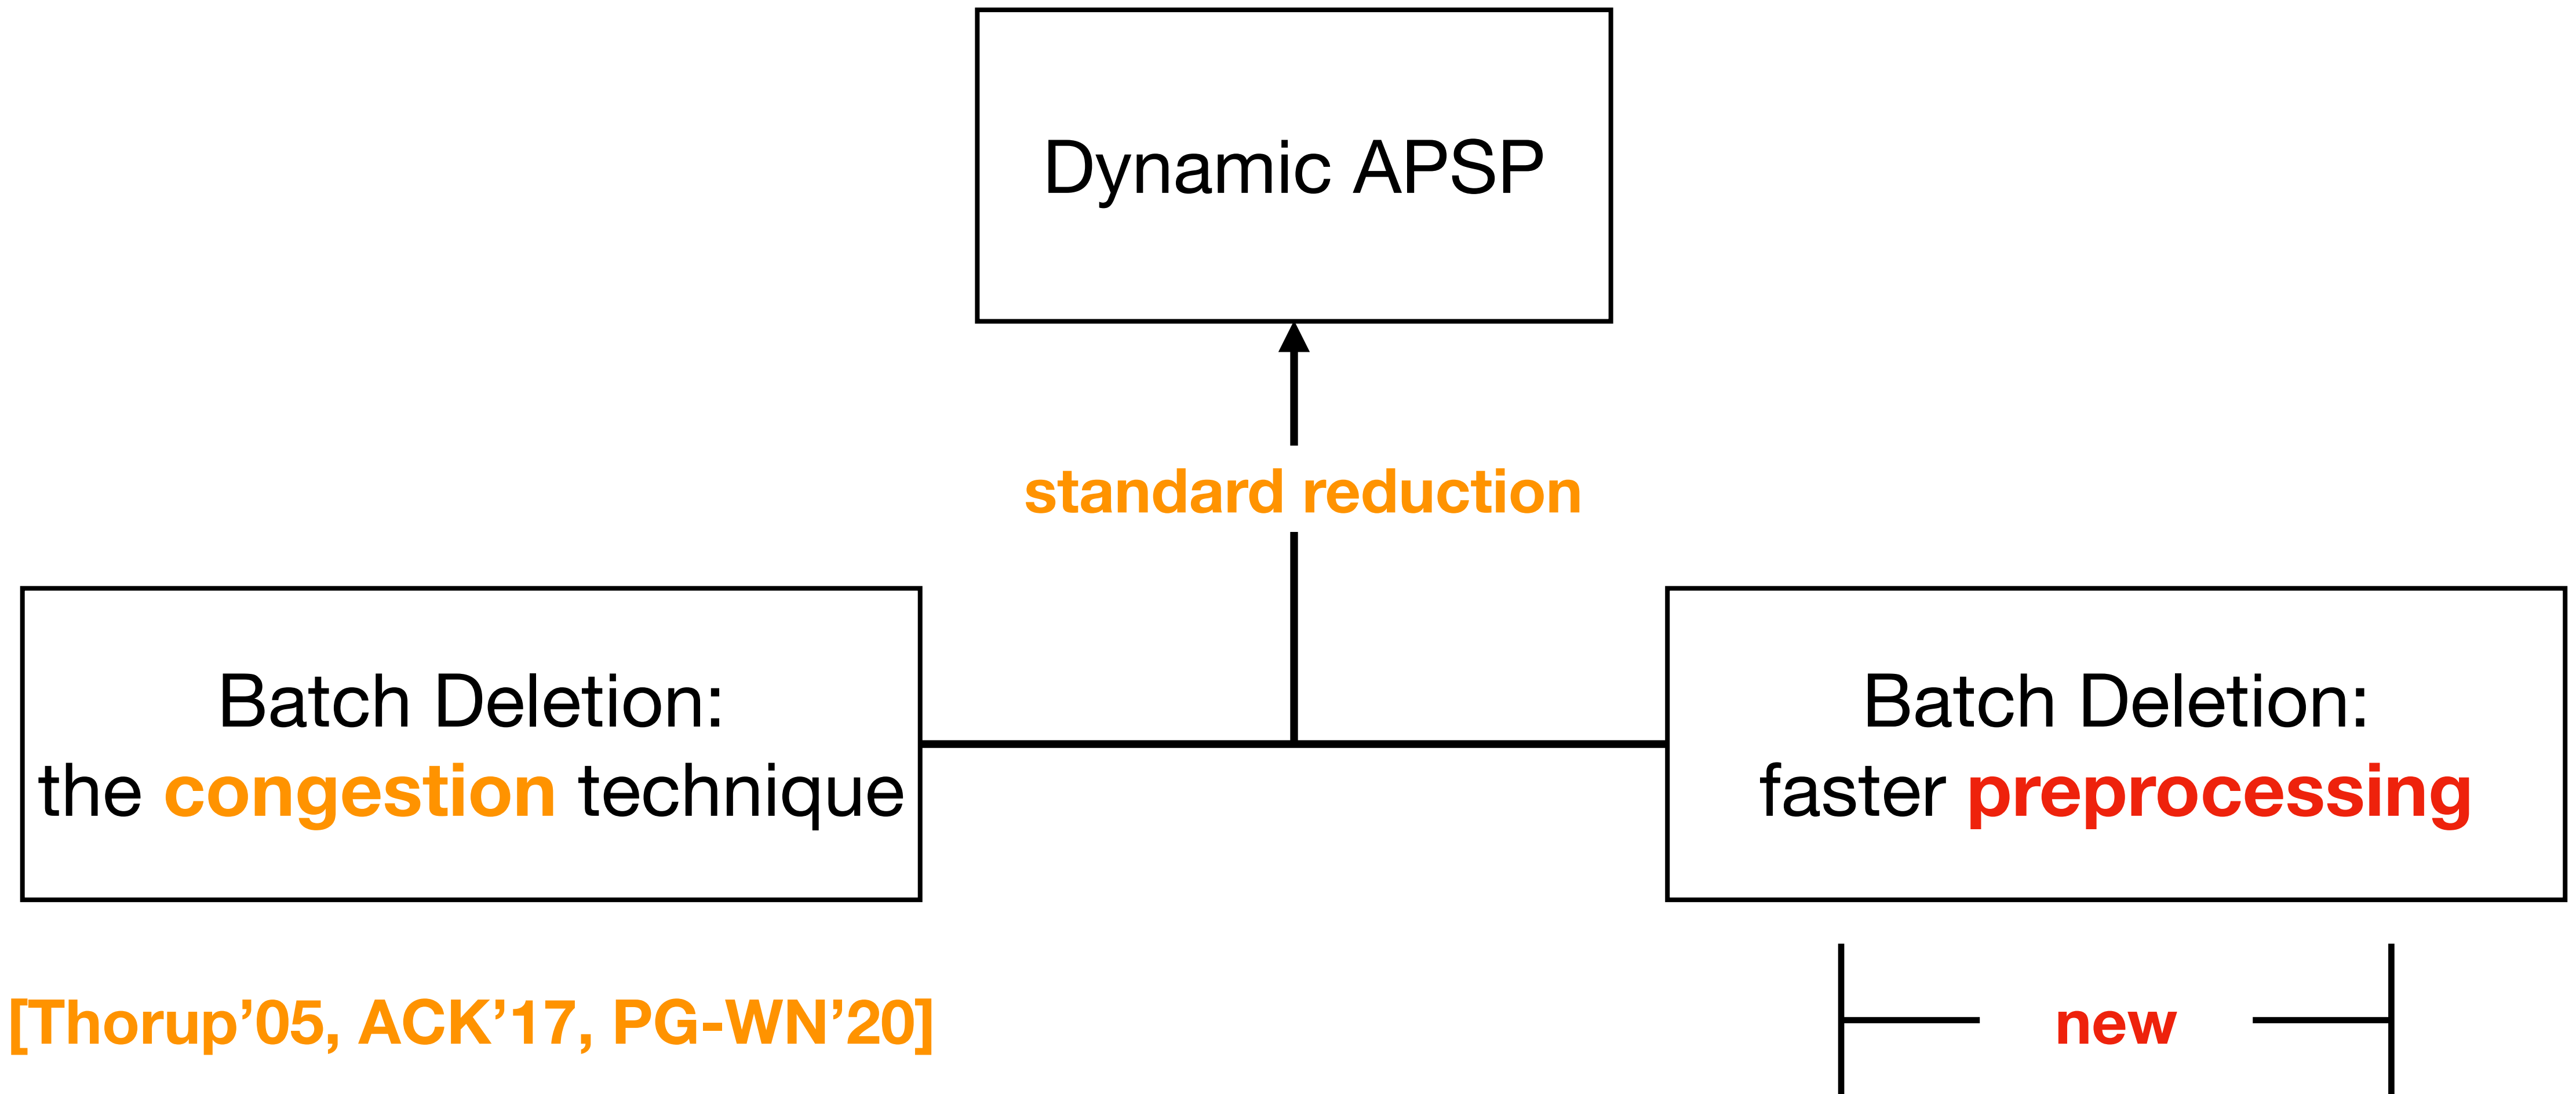 Dynamic APSP
standard reduction
Batch Deletion:
the congestion technique
Batch Deletion:
faster preprocessing
[Thorup’05, ACK’17, PG-WN’20]
new